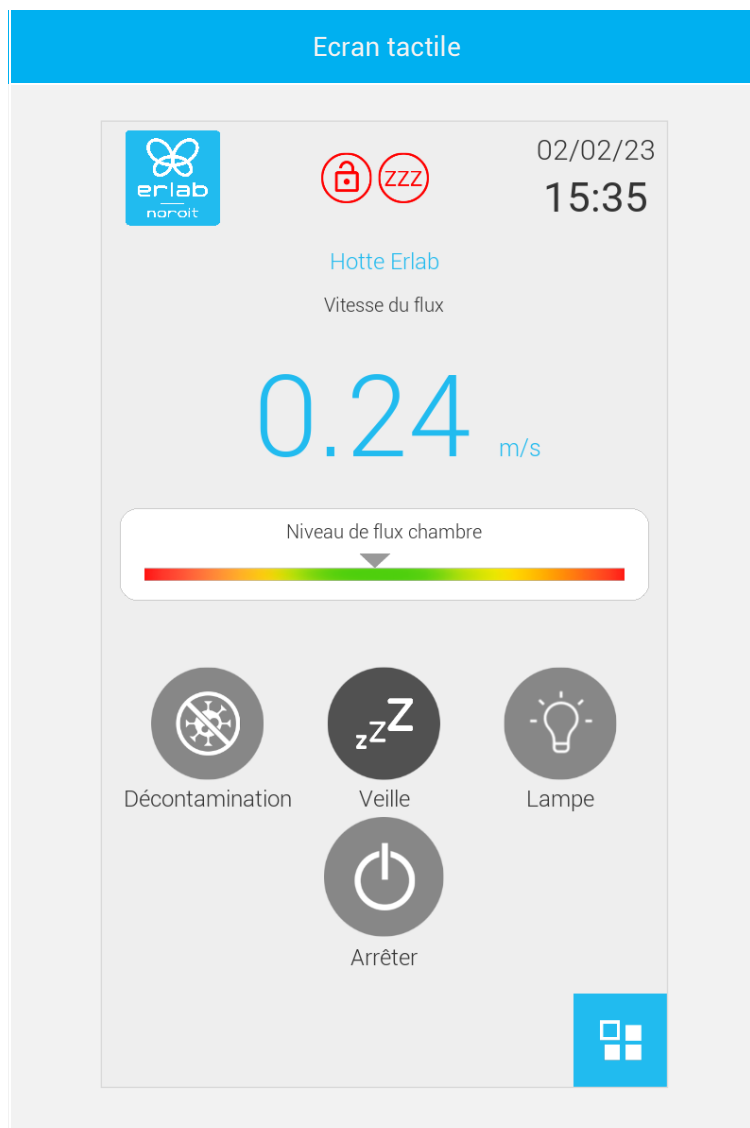 Ecran tactile
erlab
noroit
zzz
02/02/23
15:35
Hotte Erlab
Vitesse du flux
0.24 m/s
Niveau de flux chambre
zzZ
Décontamination
Veille
Lampe
Arrêter